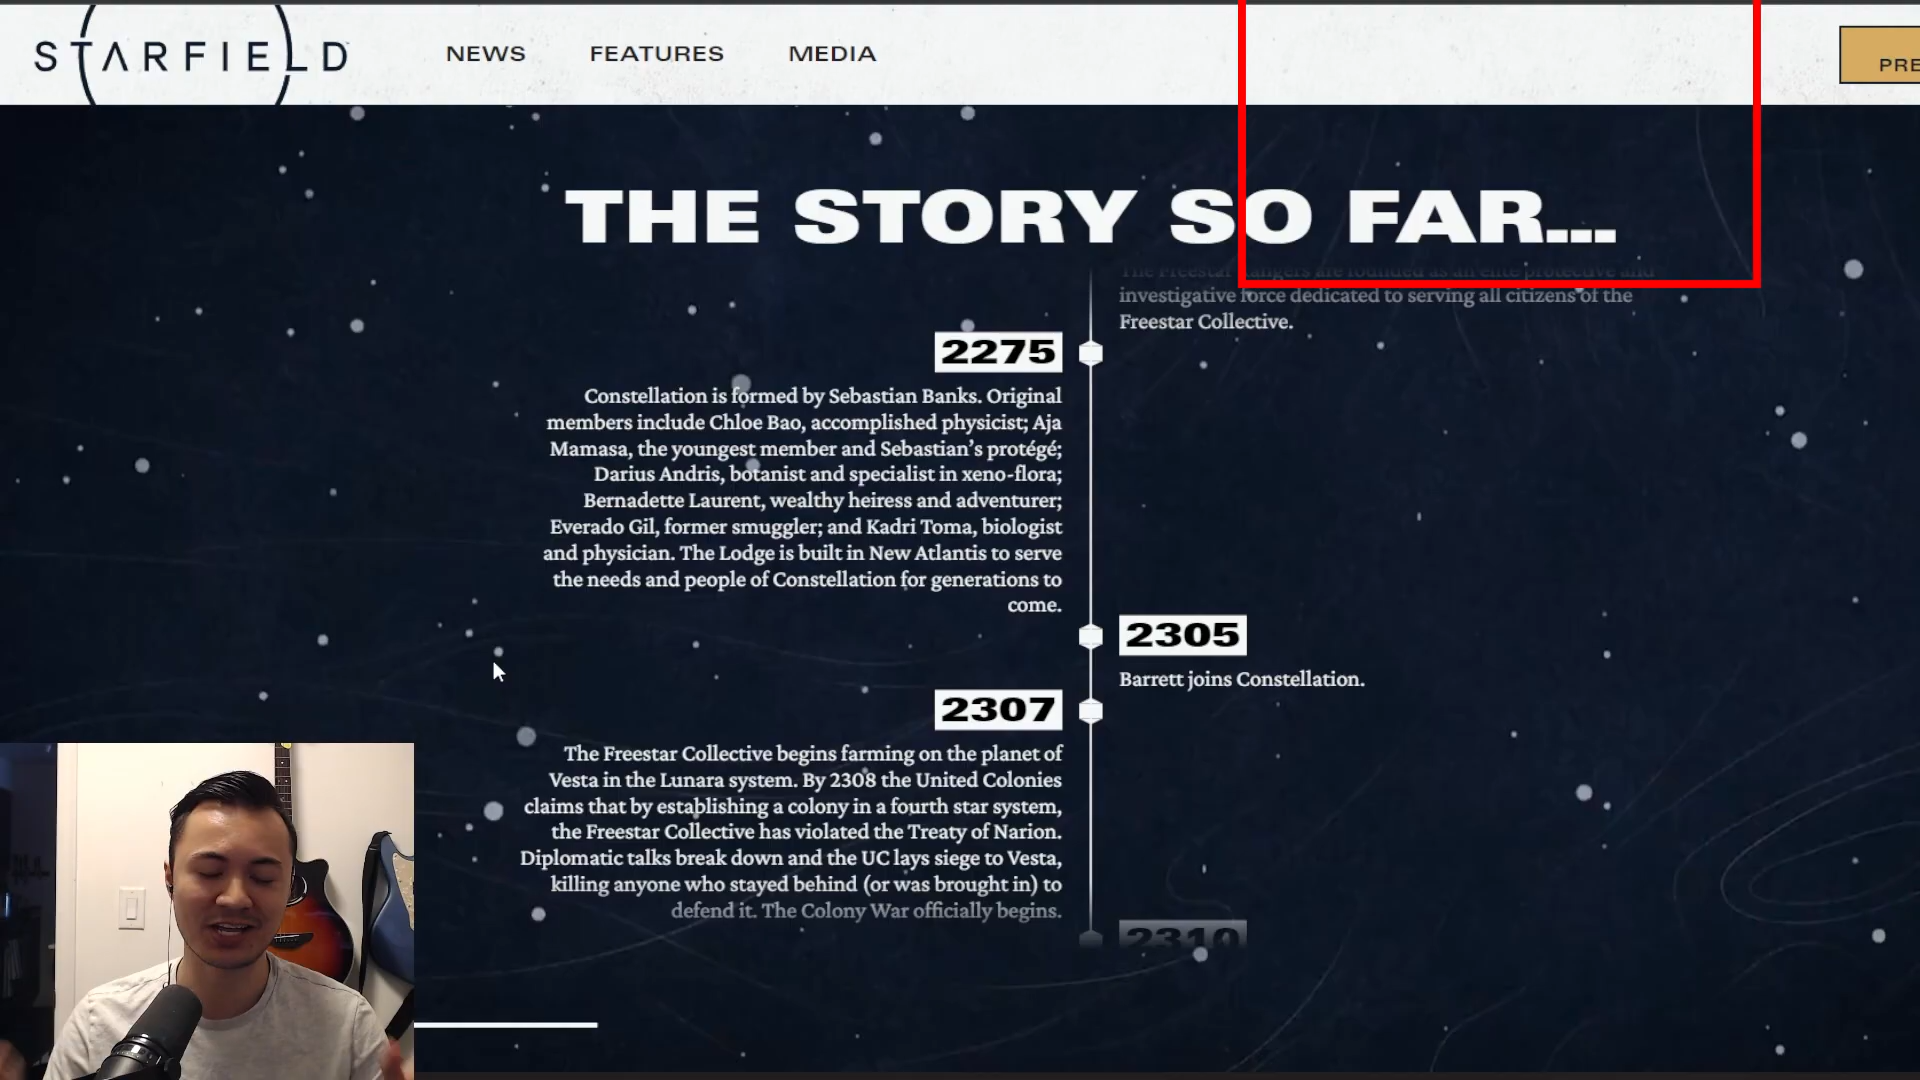 STARFIELD
NEWS
FEATURES
MEDIA
PRE
THE STORY SO FAR...
The Freestar Rangers are founded as an elite protective and
investigative force dedicated to serving all citizens of the
Freestar Collective.
2275
Constellation is formed by Sebastian Banks. Original
members include Chloe Bao, accomplished physicist; Aja
Mamasa, the youngest member and Sebastian’s protégé;
Darius Andris, botanist and specialist in xeno-flora;
Bernadette Laurent, wealthy heiress and adventurer;
Everado Gil, former smuggler; and Kadri Toma, biologist
and physician. The Lodge is built in New Atlantis to serve
the needs and people of Constellation for generations to
come.
2305
Barrett joins Constellation.
2307
The Freestar Collective begins farming on the planet of
Vesta in the Lunara system. By 2308 the United Colonies
claims that by establishing a colony in a fourth star system,
the Freestar Collective has violated the Treaty of Narion.
Diplomatic talks break down and the UC lays siege to Vesta,
killing anyone who stayed behind (or was brought in) to
defend it. The Colony War officially begins.
2310